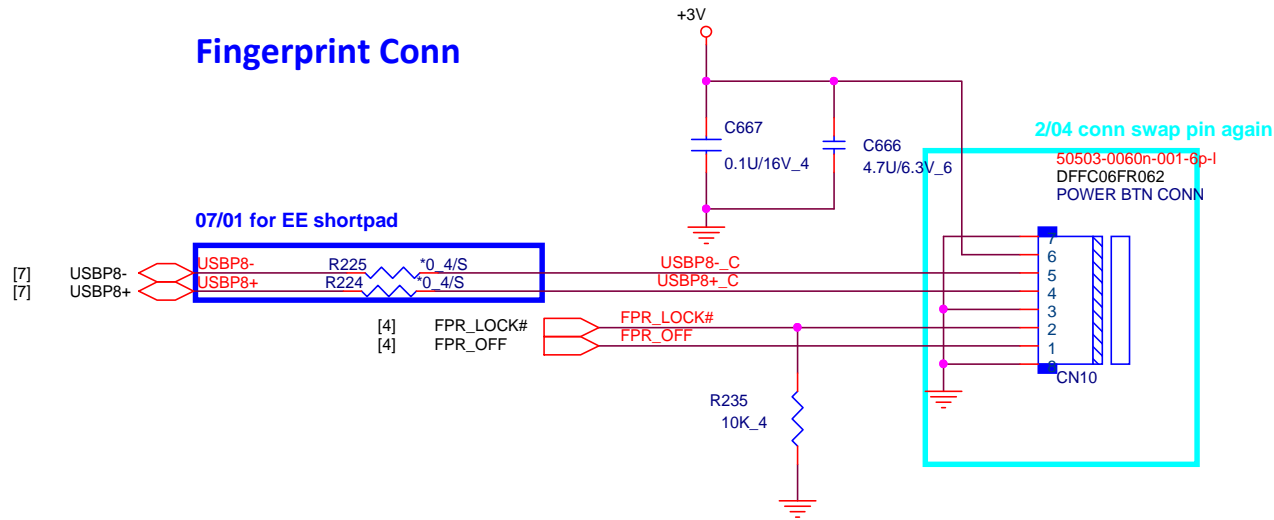 +3V
Fingerprint Conn
C667
0.1U/16V_4
C666
4.7U/6.3V_6
2/04 conn swap pin again
50503-0060n-001-6p-l
DFFC06FR062
POWER BTN CONN
07/01 for EE shortpad
[7] USBP8- USBP8- R225 *0_4/S USBP8-_C
[7] USBP8+ USBP8+ R224 *0_4/S USBP8+_C
[4] FPR_LOCK# FPR_LOCK#
[4] FPR_OFF FPR_OFF
7
6
5
4
3
2
1
8
CN10
R235
10K_4